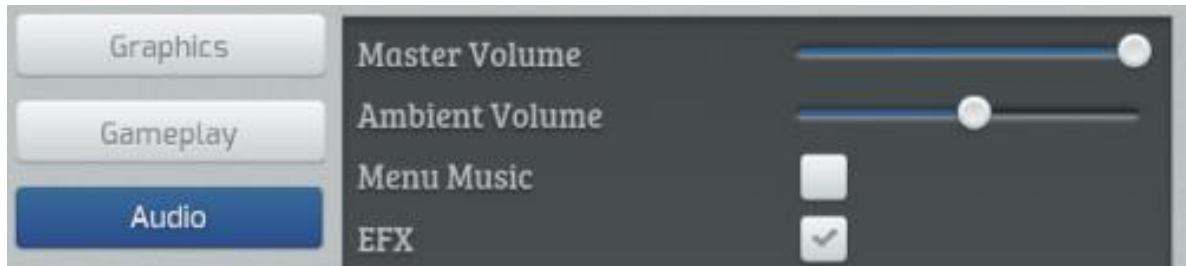 Graphics
Gameplay
Audio
Master Volume
Ambient Volume
Menu Music
EFX